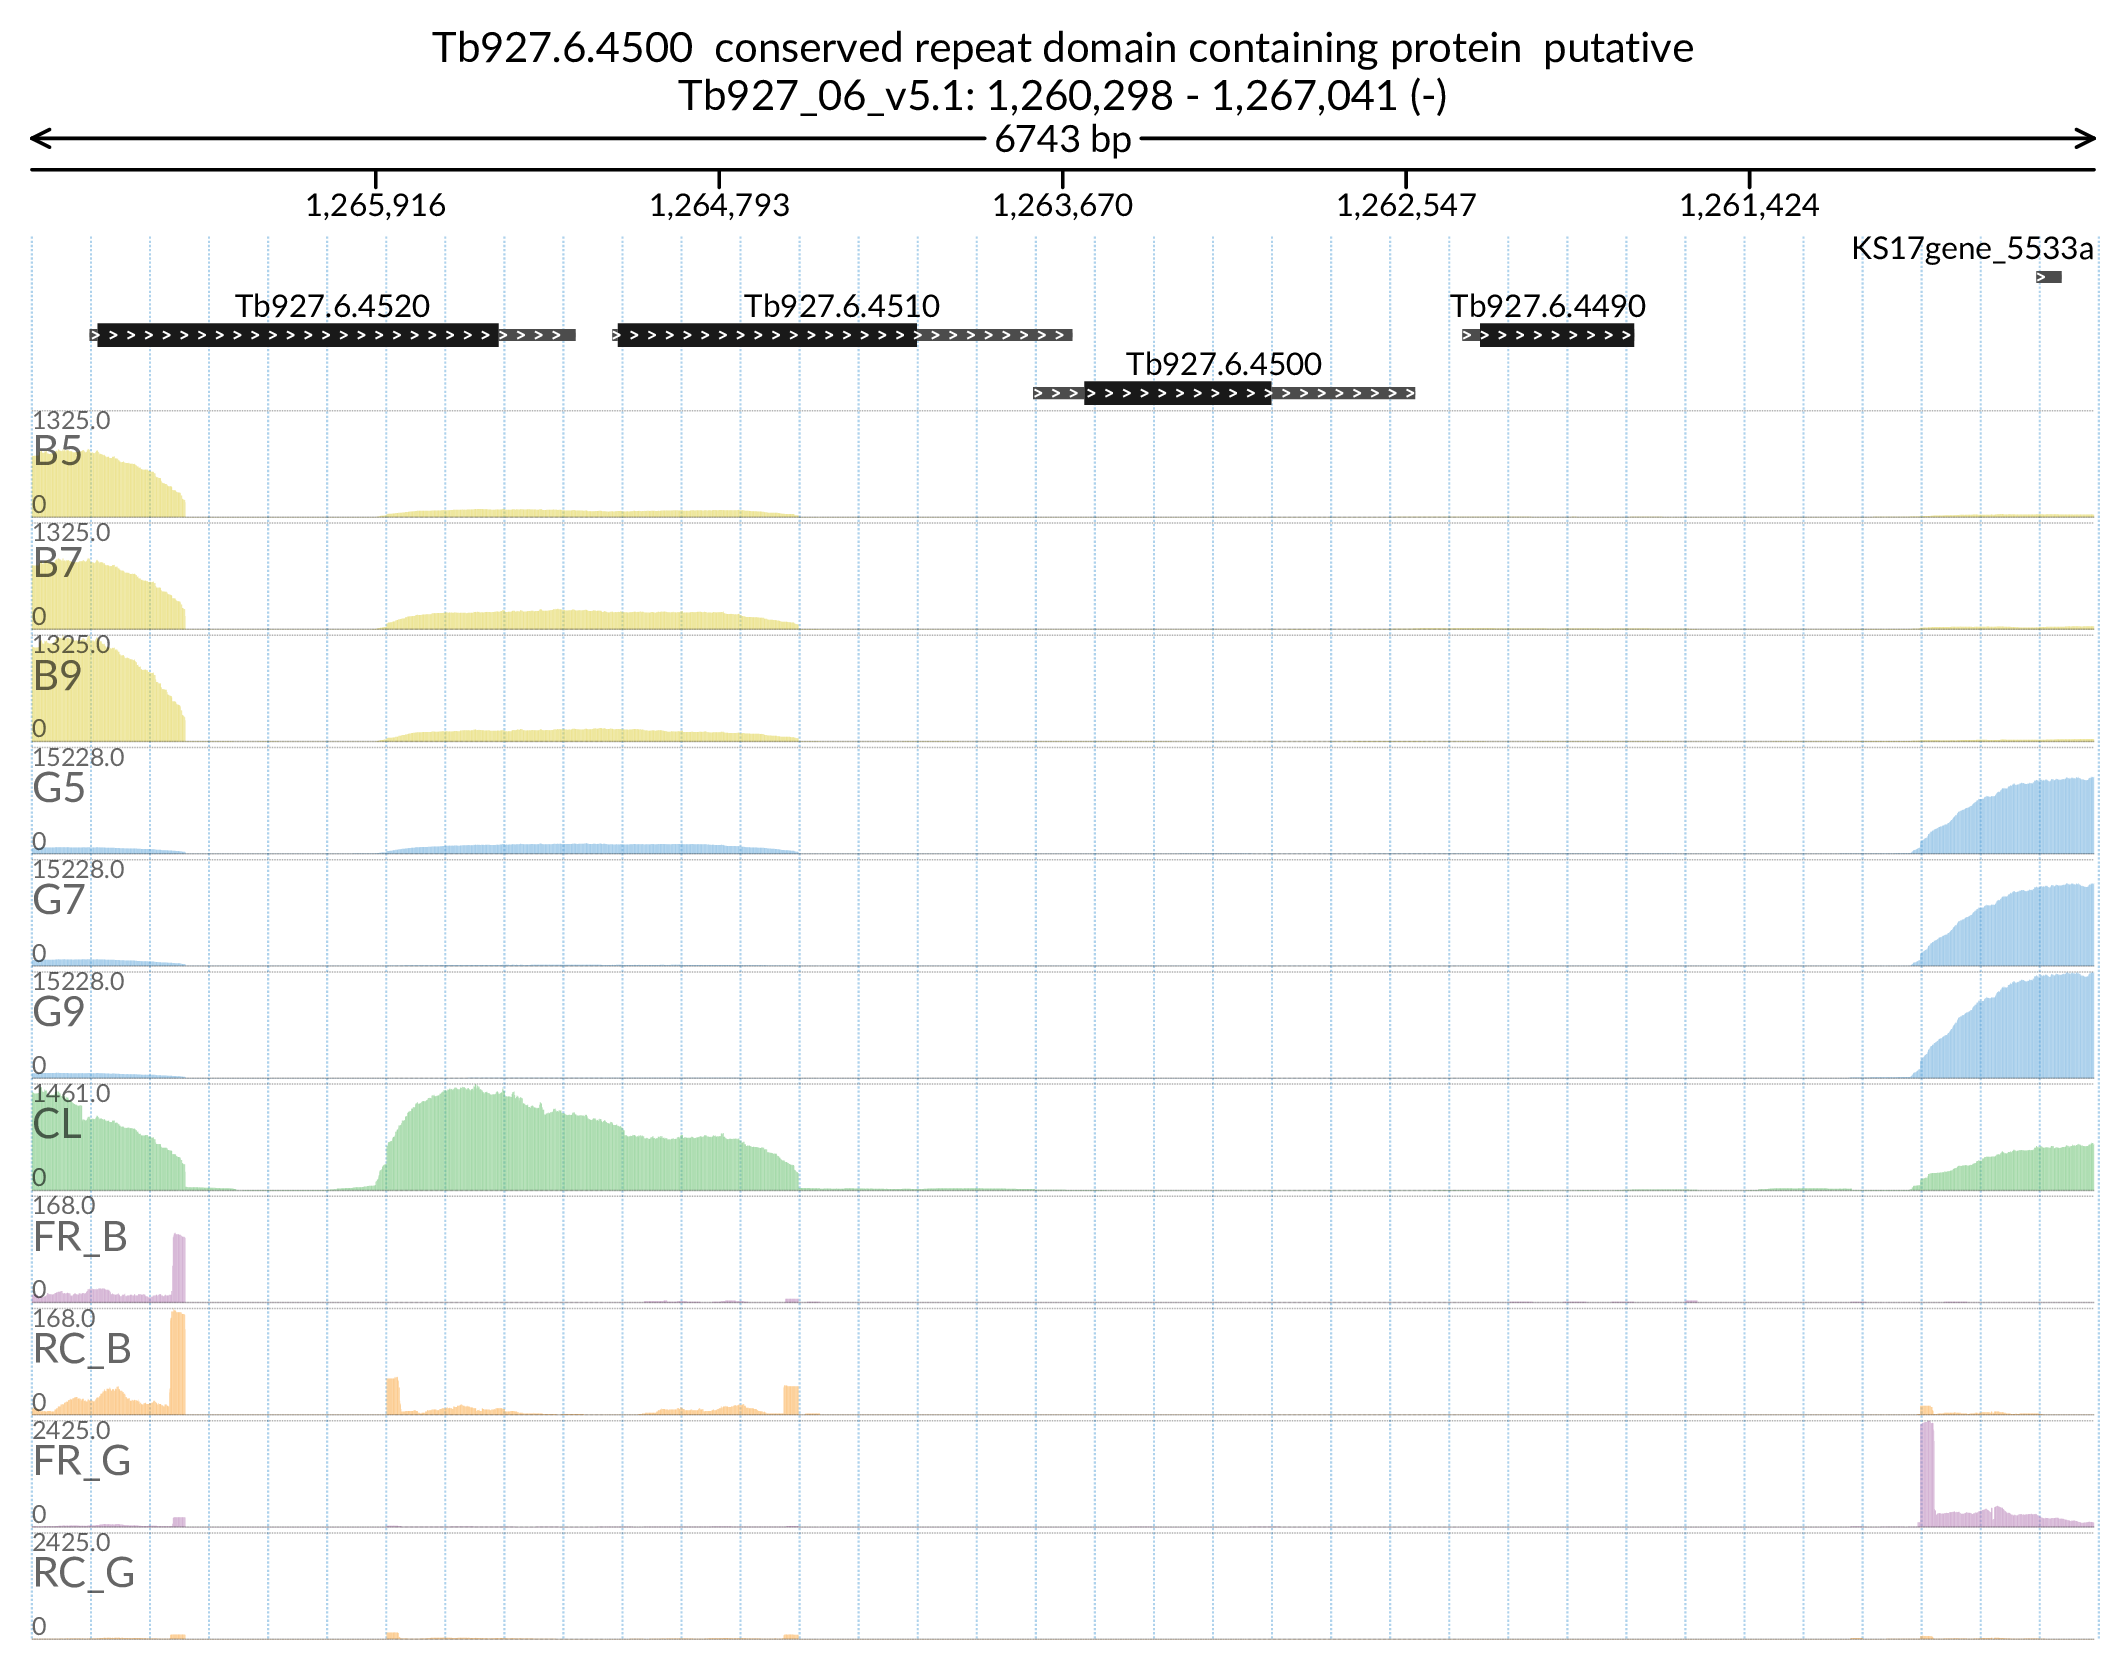 Tb927.6.4500  conserved repeat domain containing protein  putative
Tb927_06_v5.1: 1,260,298 - 1,267,041 (-)
6743 bp
1,265,916 1,264,793 1,263,670 1,262,547 1,261,424
KS17gene_5533a
Tb927.6.4520 Tb927.6.4510 Tb927.6.4490
Tb927.6.4500
1325.0
B5
0
1325.0
B7
0
1325.0
B9
0
15228.0
G5
0
15228.0
G7
0
15228.0
G9
0
1461.0
CL
0
168.0
FR_B
0
168.0
RC_B
0
2425.0
FR_G
0
2425.0
RC_G
0